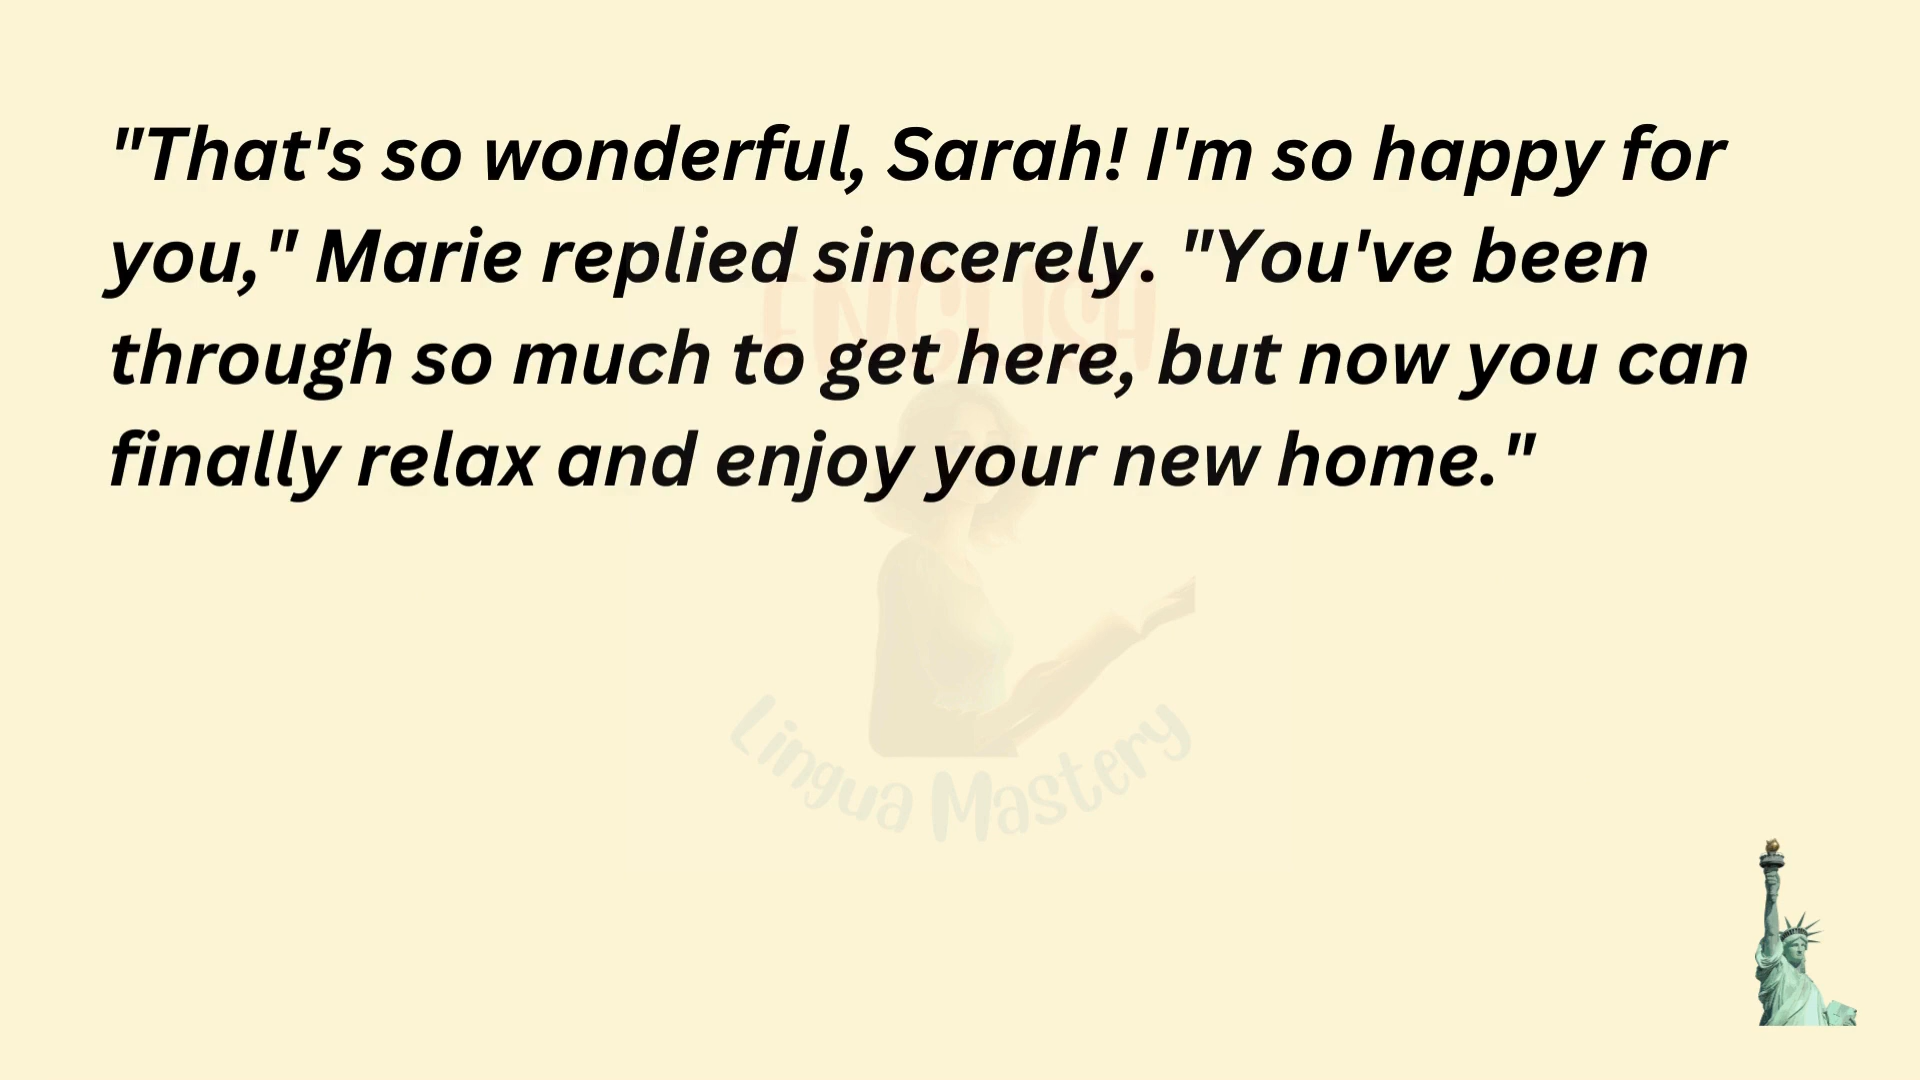 "That's so wonderful, Sarah! I'm so happy for
you," Marie replied sincerely. "You've been
through so much to get here, but now you can
finally relax and enjoy your new home."
ENGLISH
Lingua Mastery